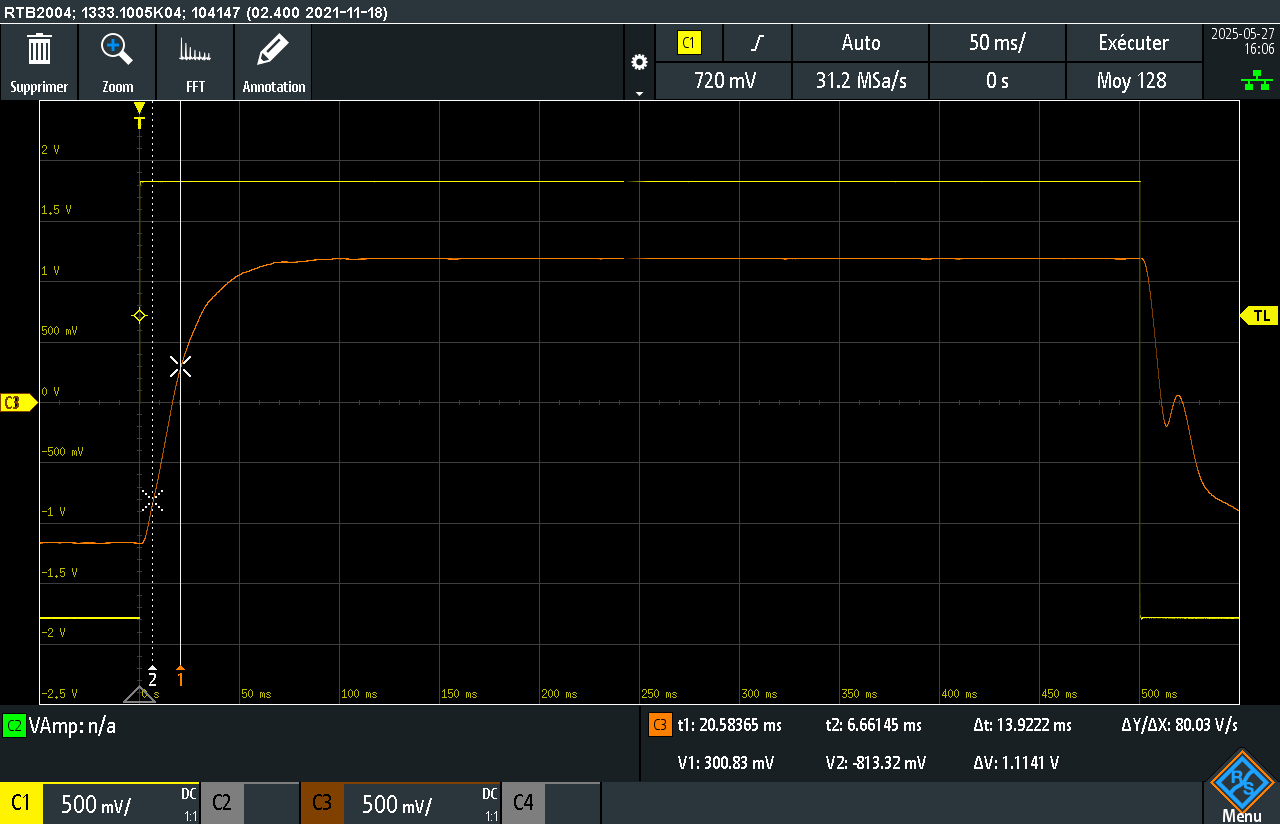 RTB2004; 1333.1005K04; 104147 (02.400 2021-11-18)
Supprimer Zoom FFT Annotation
C1 Auto 50 ms/ Exécuter
720 mV 31.2 MSa/s 0 s Moy 128
2025-05-27
16:06
T
2 V
1.5 V
1 V
TL
500 mV
0 V
C3
-500 mV
-1 V
-1.5 V
-2 V
2 1
-2.5 V 0 s 50 ms 100 ms 150 ms 200 ms 250 ms 300 ms 350 ms 400 ms 450 ms 500 ms
C2 VAmp: n/a
C3 t1: 20.58365 ms t2: 6.66145 ms Δt: 13.9222 ms ΔY/ΔX: 80.03 V/s
V1: 300.83 mV V2: -813.32 mV ΔV: 1.1141 V
C1 500 mV/ DC 1:1 C2 C3 500 mV/ DC 1:1 C4
R S
Menu